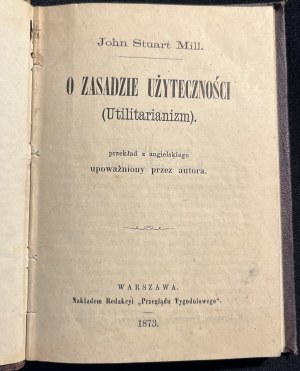 John Stuart Mill.
O ZASADZIE UŻYTECZNOŚCI
(Utilitarianizm).
przekład z angielskiego
upoważniony przez autora.
WARSZAWA.
Nakładem Redakcyi „Przeglądu Tygodniowego“.
1873.